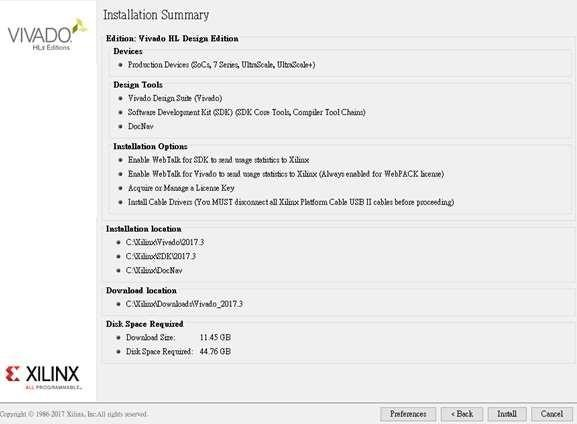 VIVADO
HLx Editions
Installation Summary
Edition: Vivado HL Design Edition
Devices
Production Devices (SoCs, 7 Series, UltraScale, UltraScale+)
Design Tools
Vivado Design Suite (Vivado)
Software Development Kit (SDK) (SDK Core Tools, Compiler Tool Chains)
DocNav
Installation Options
Enable WebTalk for SDK to send usage statistics to Xilinx
Enable WebTalk for Vivado to send usage statistics to Xilinx (Always enabled for WebPACK license)
Acquire or Manage a License Key
Install Cable Drivers (You MUST disconnect all Xilinx Platform Cable USB II cables before proceeding)
Installation location
C:\Xilinx\Vivado\2017.3
C:\Xilinx\SDK\2017.3
C:\Xilinx\DocNav
Download location
C:\Xilinx\Downloads\Vivado_2017.3
Disk Space Required
Download Size: 11.45 GB
Disk Space Required: 44.76 GB
XILINX
ALL PROGRAMMABLE
Copyright © 1986-2017 Xilinx, Inc.All rights reserved.
Preferences < Back Install Cancel